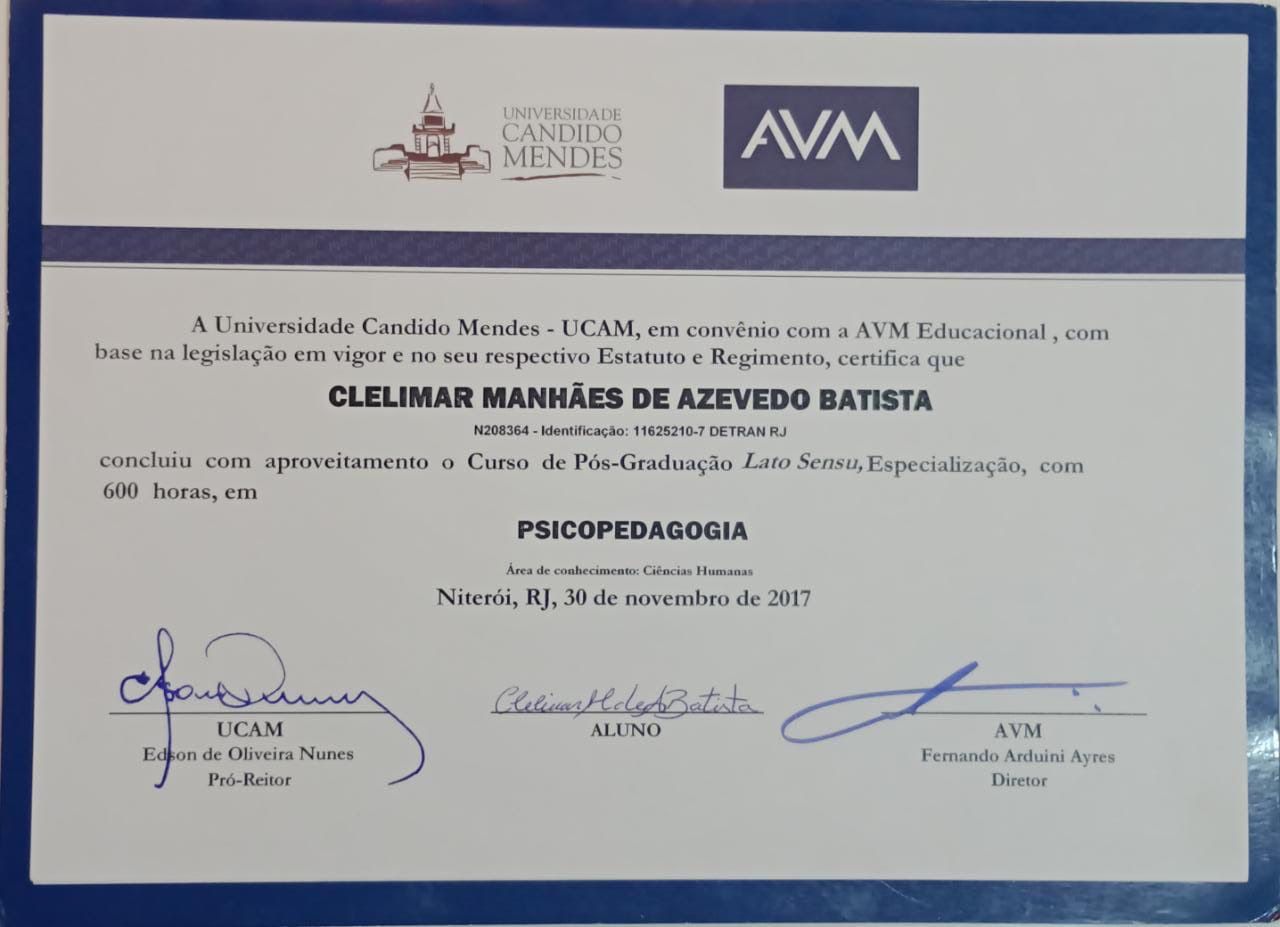 UNIVERSIDADE
CANDIDO
MENDES
AVM
A Universidade Candido Mendes - UCAM, em convênio com a AVM Educacional , com
base na legislação em vigor e no seu respectivo Estatuto e Regimento, certifica que
CLELIMAR MANHÃES DE AZEVEDO BATISTA
N208364 - Identificação: 11625210-7 DETRAN RJ
concluiu com aproveitamento o Curso de Pós-Graduação Lato Sensu, Especialização, com
600 horas, em
PSICOPEDAGOGIA
Área de conhecimento: Ciências Humanas
Niterói, RJ, 30 de novembro de 2017
Clelimar M de A Batista
UCAM
Edson de Oliveira Nunes
Pró-Reitor
ALUNO
AVM
Fernando Arduini Ayres
Diretor